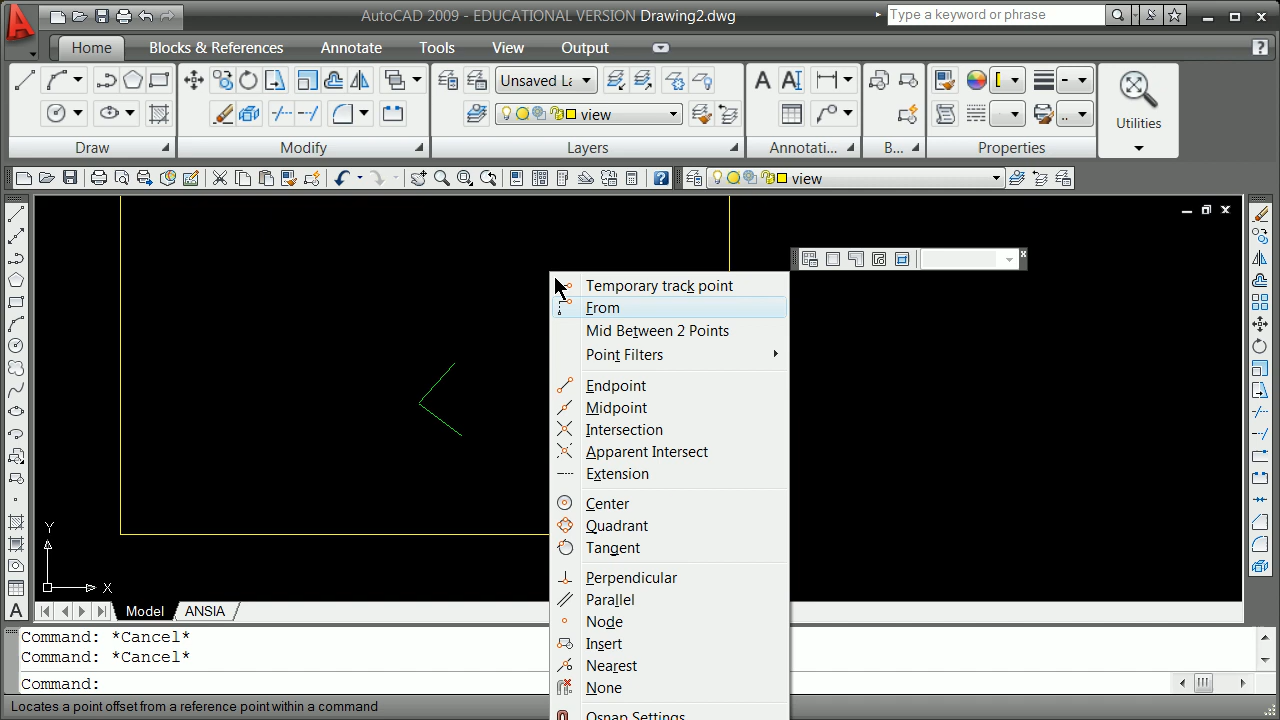 AutoCAD 2009 - EDUCATIONAL VERSION Drawing2.dwg
Type a keyword or phrase
Home
Blocks & References
Annotate
Tools
View
Output
Unsaved La
view
Utilities
Draw
Modify
Layers
Annotati..
B...
Properties
view
Temporary track point
From
Mid Between 2 Points
Point Filters
Endpoint
Midpoint
Intersection
Apparent Intersect
Extension
Center
Quadrant
Tangent
Perpendicular
Parallel
Node
Insert
Nearest
None
Osnap Settings
Y
X
Model
ANSIA
Command: *Cancel*
Command: *Cancel*
Command:
Locates a point offset from a reference point within a command